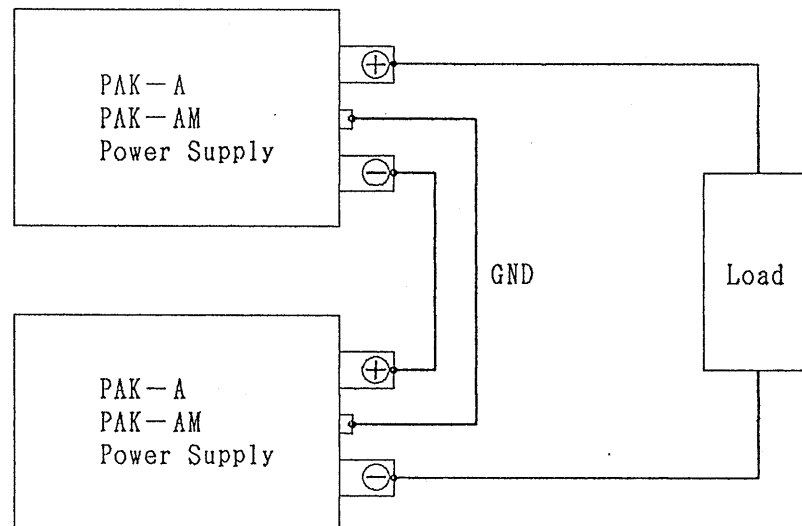 PAK-A
PAK-AM
Power Supply
+
-
GND
Load
+
PAK-A
PAK-AM
Power Supply
-